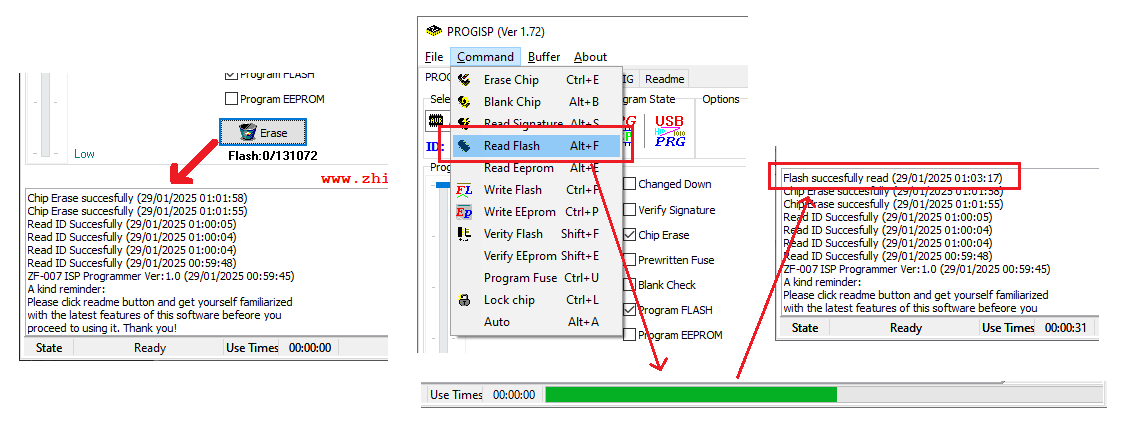 Program FLASH
Program EEPROM
Erase
Low
Flash:0/131072
www.zhi
Chip Erase succesfully (29/01/2025 01:01:58)
Chip Erase succesfully (29/01/2025 01:01:55)
Read ID Succesfully (29/01/2025 01:00:05)
Read ID Succesfully (29/01/2025 01:00:04)
Read ID Succesfully (29/01/2025 01:00:04)
Read ID Succesfully (29/01/2025 00:59:48)
ZF-007 ISP Programmer Ver:1.0 (29/01/2025 00:59:45)
A kind reminder:
Please click readme button and get yourself familiarized
with the latest features of this software befeore you
proceed to using it. Thank you!
State Ready Use Times 00:00:00
PROGISP (Ver 1.72)
File Command Buffer About
PROG IG Readme
Sele gram State Options
Erase Chip Ctrl+E
Blank Chip Alt+B
Read Signature Alt+S
Read Flash Alt+F
Read Eeprom Alt+E
Write Flash Ctrl+F
Write EEprom Ctrl+P
Verity Flash Shift+F
Verify EEprom Shift+E
Program Fuse Ctrl+U
Lock chip Ctrl+L
Auto Alt+A
ID:
Prog
USB
PRG
Changed Down
Verify Signature
Chip Erase
Prewritten Fuse
Blank Check
Program FLASH
Program EEPROM
Use Times 00:00:00
Flash succesfully read (29/01/2025 01:03:17)
Chip Erase succesfully (29/01/2025 01:01:58)
Chip Erase succesfully (29/01/2025 01:01:55)
Read ID Succesfully (29/01/2025 01:00:05)
Read ID Succesfully (29/01/2025 01:00:04)
Read ID Succesfully (29/01/2025 01:00:04)
Read ID Succesfully (29/01/2025 00:59:48)
ZF-007 ISP Programmer Ver:1.0 (29/01/2025 00:59:45)
A kind reminder:
Please click readme button and get yourself familiarized
with the latest features of this software befeore you
State Ready Use Times 00:00:31